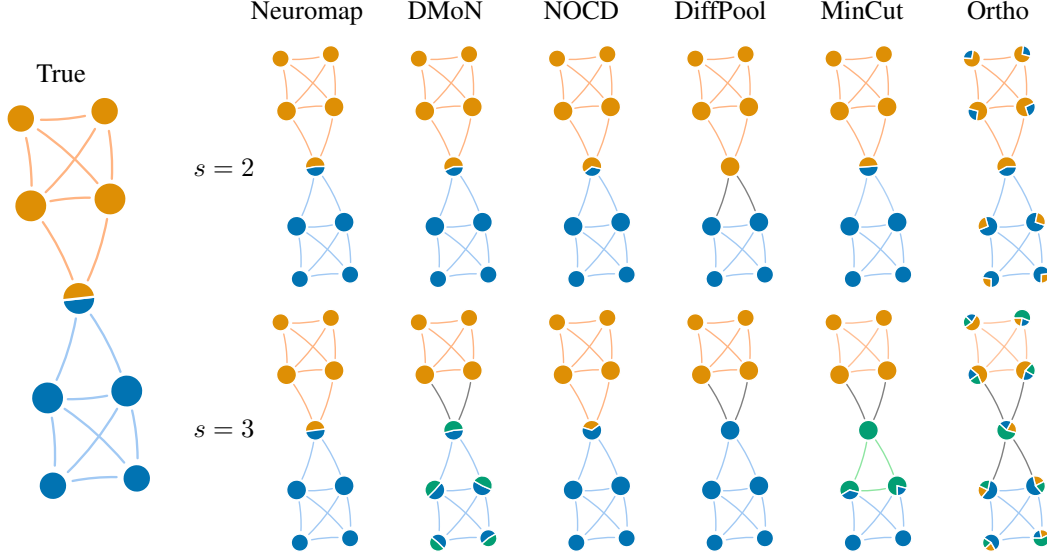 Neuromap DMoN NOCD DiffPool MinCut Ortho
True
s = 2
s = 3